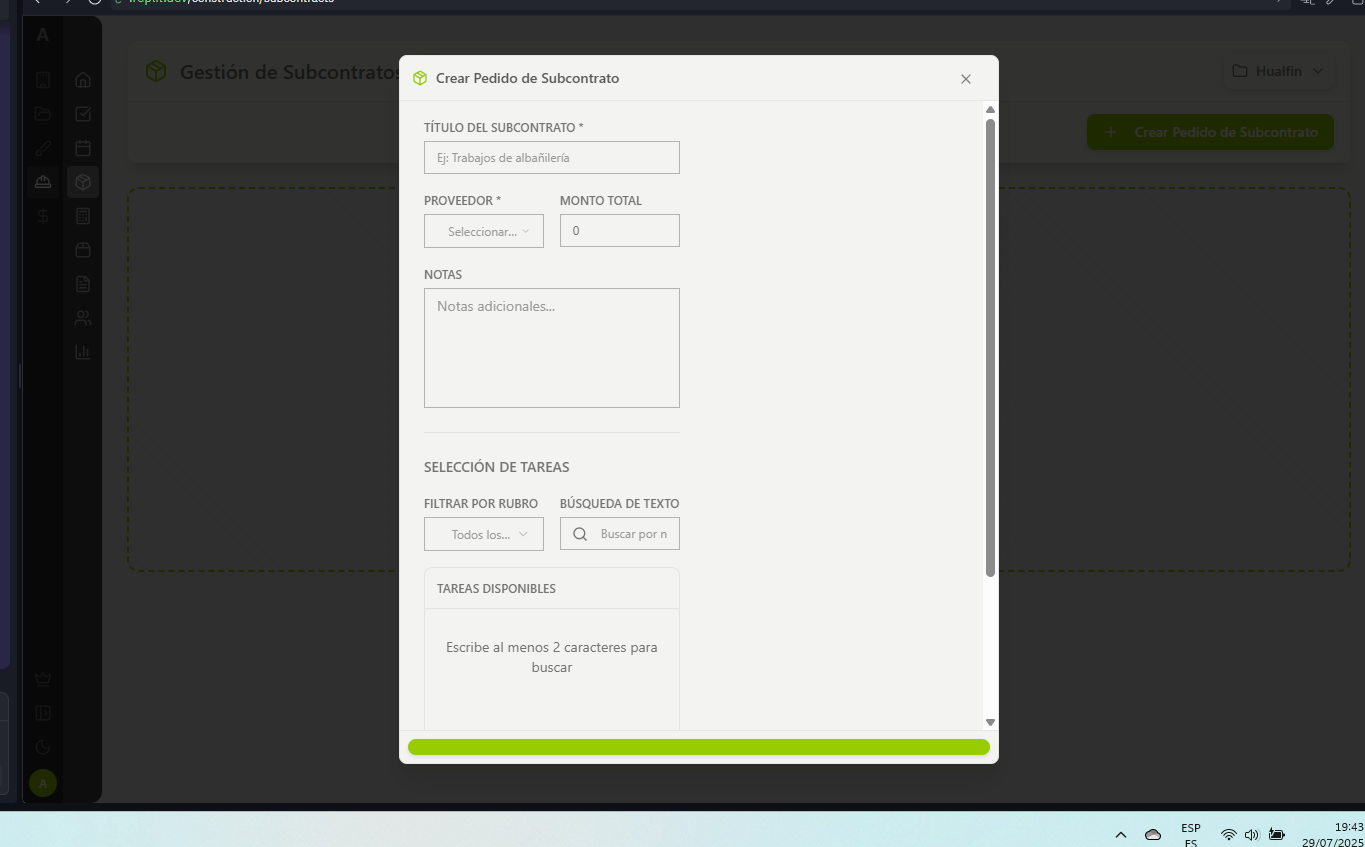 /construction/subcontracts
A
Gestión de Subcontratos
Hualfin
Crear Pedido de Subcontrato
Crear Pedido de Subcontrato
TÍTULO DEL SUBCONTRATO *
Ej: Trabajos de albañilería
PROVEEDOR *
MONTO TOTAL
Seleccionar...
0
NOTAS
Notas adicionales...
SELECCIÓN DE TAREAS
FILTRAR POR RUBRO
BÚSQUEDA DE TEXTO
Todos los...
Buscar por n
TAREAS DISPONIBLES
Escribe al menos 2 caracteres para
buscar
A
ESP
ES
19:43
29/07/2025